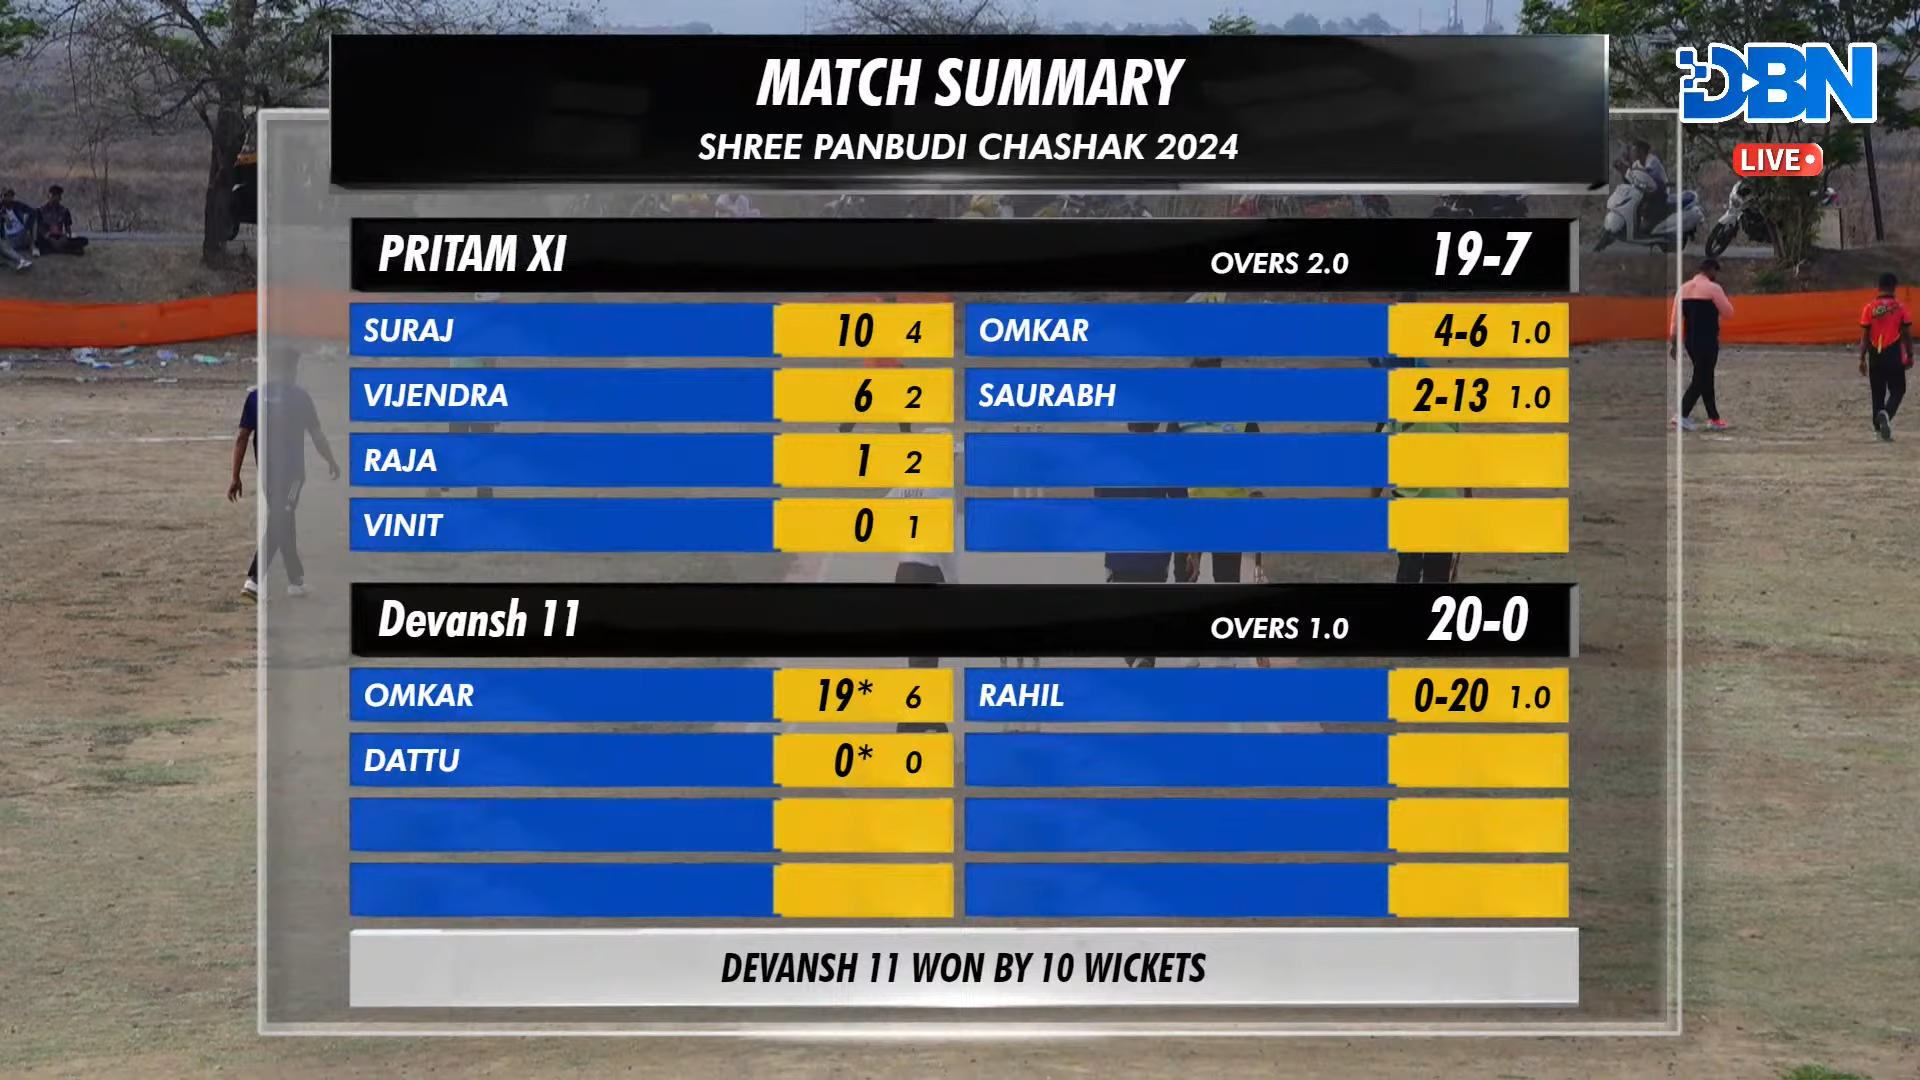 MATCH SUMMARY
SHREE PANBUDI CHASHAK 2024
DBN
LIVE
PRITAM XI OVERS 2.0 19-7
SURAJ 10 4 OMKAR 4-6 1.0
VIJENDRA 6 2 SAURABH 2-13 1.0
RAJA 1 2
VINIT 0 1
Devansh 11 OVERS 1.0 20-0
OMKAR 19* 6 RAHIL 0-20 1.0
DATTU 0* 0
DEVANSH 11 WON BY 10 WICKETS